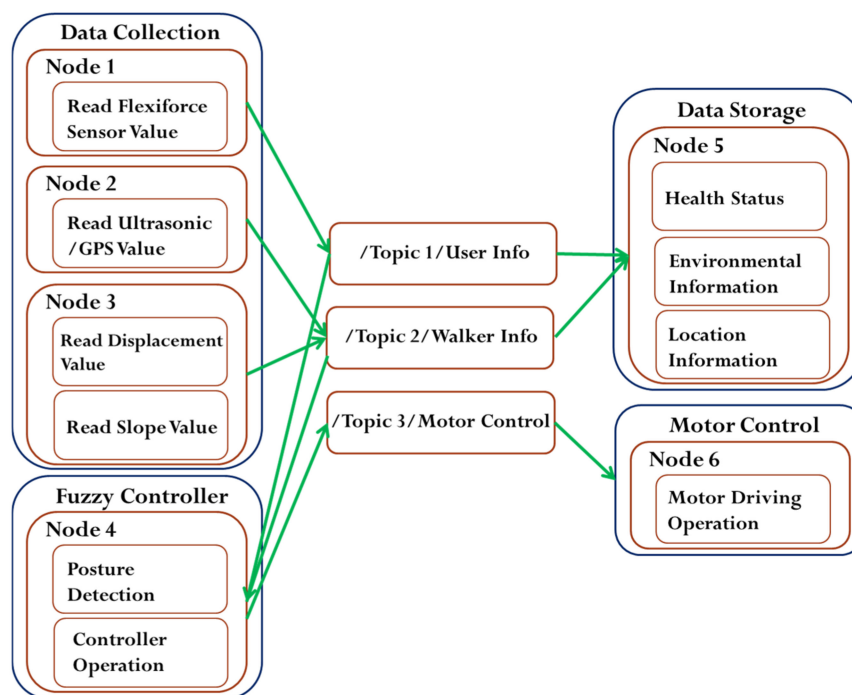 Data Collection
Node 1
Read Flexiforce
Sensor Value
Node 2
Read Ultrasonic
/GPS Value
Node 3
Read Displacement
Value
Read Slope Value
Fuzzy Controller
Node 4
Posture
Detection
Controller
Operation
/Topic 1/User Info
/Topic 2/Walker Info
/Topic 3/Motor Control
Data Storage
Node 5
Health Status
Environmental
Information
Location
Information
Motor Control
Node 6
Motor Driving
Operation